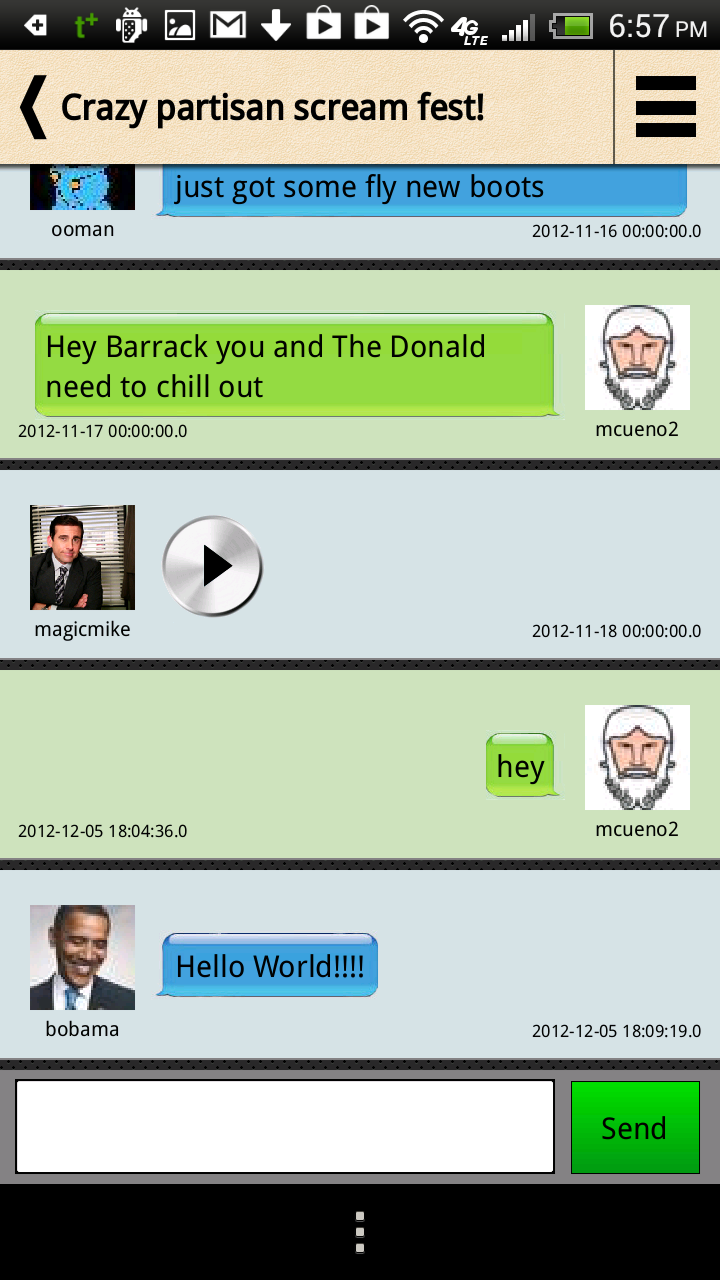 t+
4G
LTE
6:57 PM
Crazy partisan scream fest!
just got some fly new boots
ooman
2012-11-16 00:00:00.0
Hey Barrack you and The Donald
need to chill out
2012-11-17 00:00:00.0
mcueno2
magicmike
2012-11-18 00:00:00.0
hey
2012-12-05 18:04:36.0
mcueno2
Hello World!!!!
bobama
2012-12-05 18:09:19.0
Send